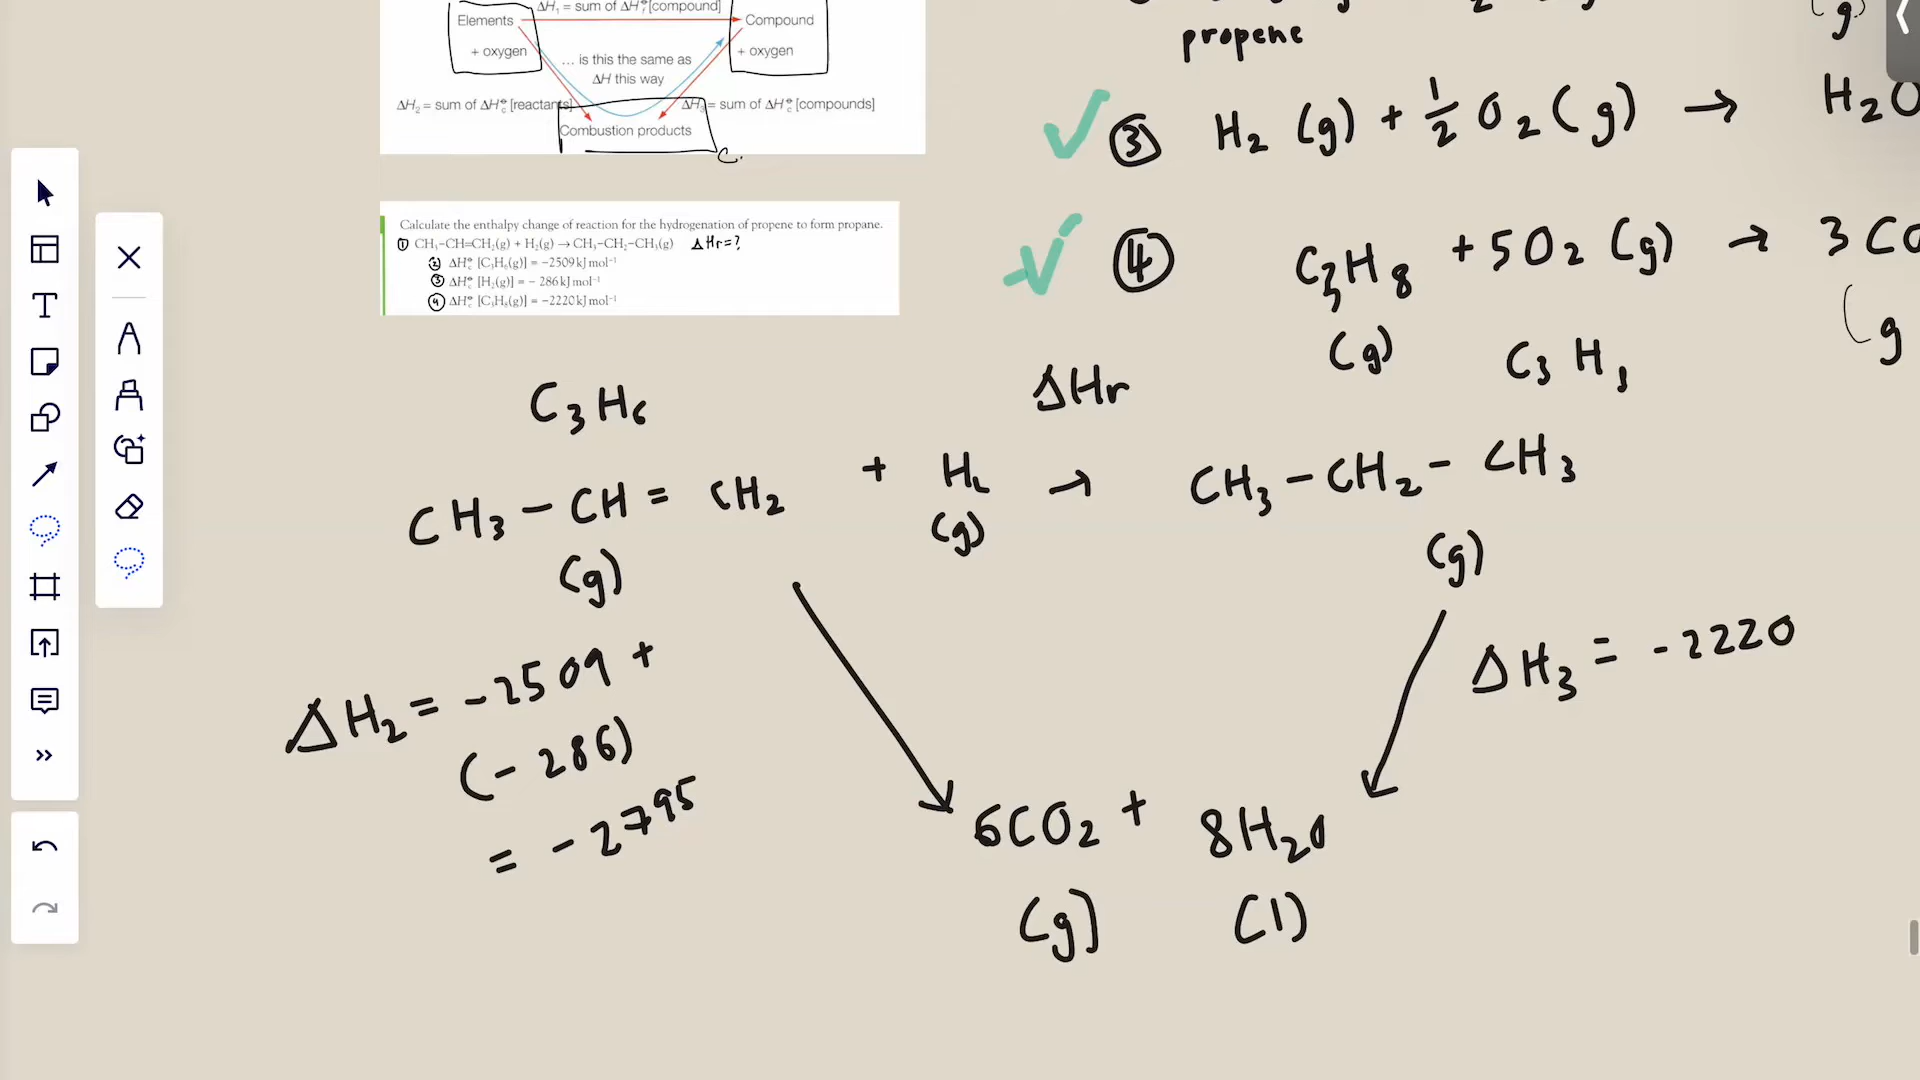 ΔH₁ = sum of ΔH⦵f [compound]
Elements
Compound
+ oxygen
+ oxygen
... is this the same as
ΔH this way
ΔH₂ = sum of ΔH⦵c [reactants]
= sum of ΔH⦵c [compounds]
Combustion products
c.
propene
(g)
③ H₂ (g) + ½ O₂ (g) → H₂O
④ C₃H₈ + 5O₂ (g) → 3CO
(g)
(g
C₃H
Calculate the enthalpy change of reaction for the hydrogenation of propene to form propane.
① CH₃–CH=CH₂(g) + H₂(g) → CH₃–CH₂–CH₃(g) ΔHr=?
② ΔH⦵c [C₃H₆(g)] = −2509 kJ mol⁻¹
③ ΔH⦵c [H₂(g)] = − 286 kJ mol⁻¹
④ ΔH⦵c [C₃H₈(g)] = −2220 kJ mol⁻¹
C₃H₆
ΔHr
CH₃ – CH = CH₂ + H₂ → CH₃ – CH₂ – CH₃
(g) (g) (g)
ΔH₂ = -2509 +
(-286)
= -2795
ΔH₃ = -2220
6CO₂ + 8H₂O
(g) (l)